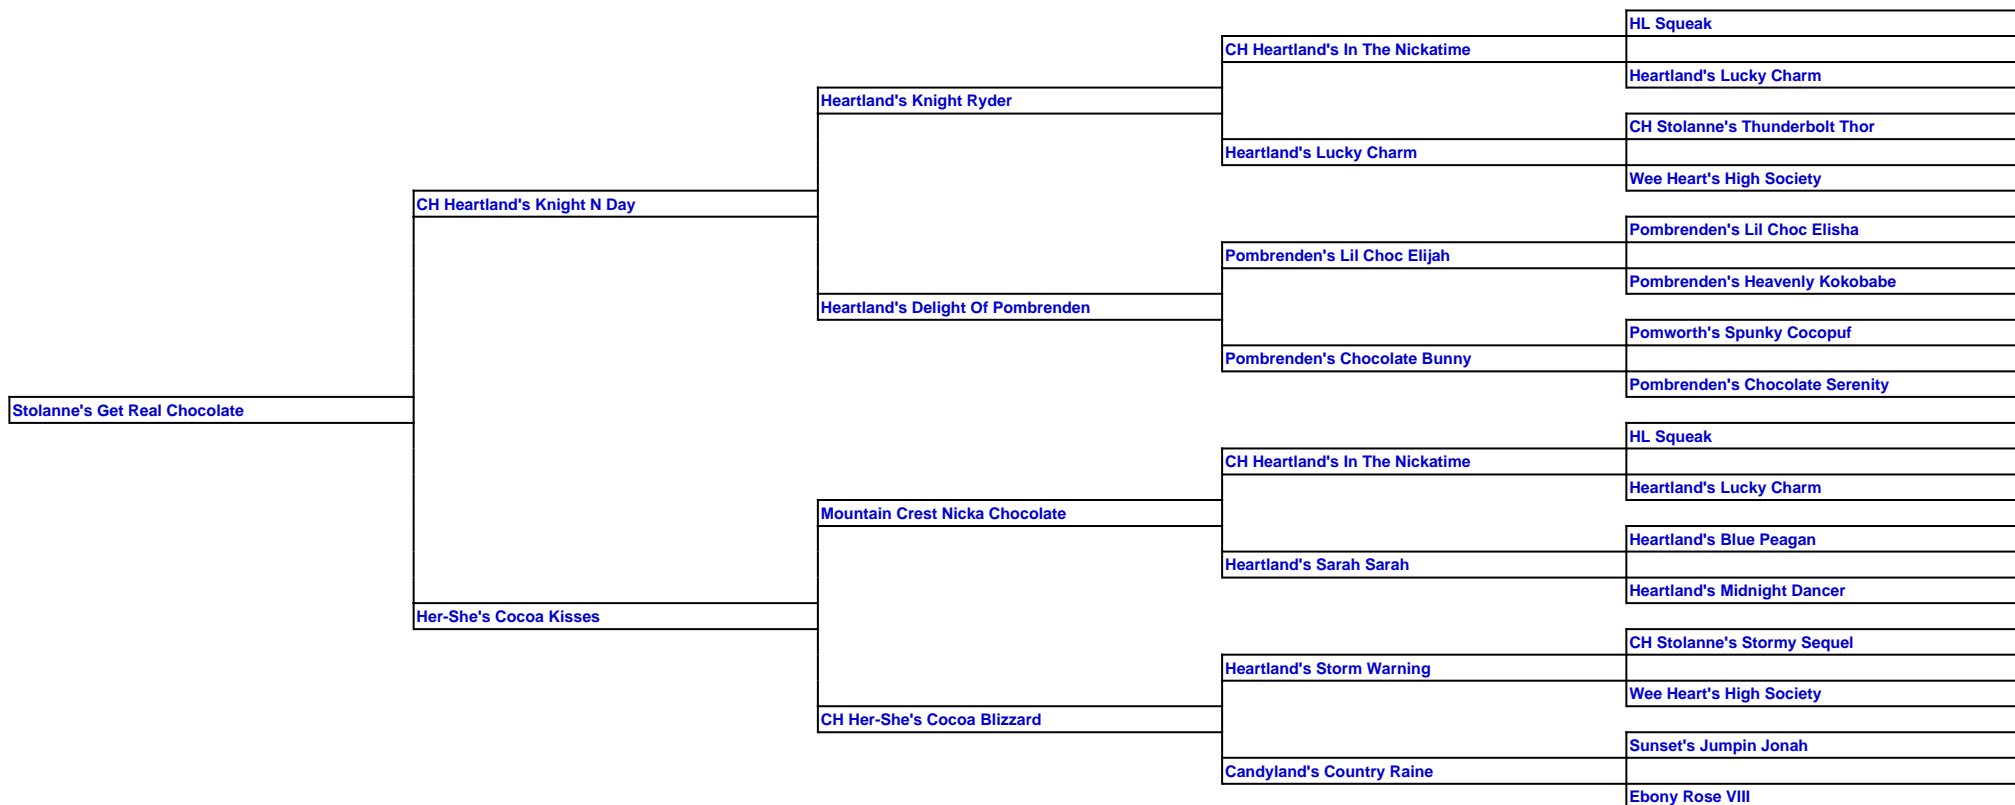 HL Squeak
CH Heartland's In The Nickatime
Heartland's Lucky Charm
Heartland's Knight Ryder
CH Stolanne's Thunderbolt Thor
Heartland's Lucky Charm
Wee Heart's High Society
CH Heartland's Knight N Day
Pombrenden's Lil Choc Elisha
Pombrenden's Lil Choc Elijah
Pombrenden's Heavenly Kokobabe
Heartland's Delight Of Pombrenden
Pomworth's Spunky Cocopuf
Pombrenden's Chocolate Bunny
Pombrenden's Chocolate Serenity
Stolanne's Get Real Chocolate
HL Squeak
CH Heartland's In The Nickatime
Heartland's Lucky Charm
Mountain Crest Nicka Chocolate
Heartland's Blue Peagan
Heartland's Sarah Sarah
Heartland's Midnight Dancer
Her-She's Cocoa Kisses
CH Stolanne's Stormy Sequel
Heartland's Storm Warning
Wee Heart's High Society
CH Her-She's Cocoa Blizzard
Sunset's Jumpin Jonah
Candyland's Country Raine
Ebony Rose VIII